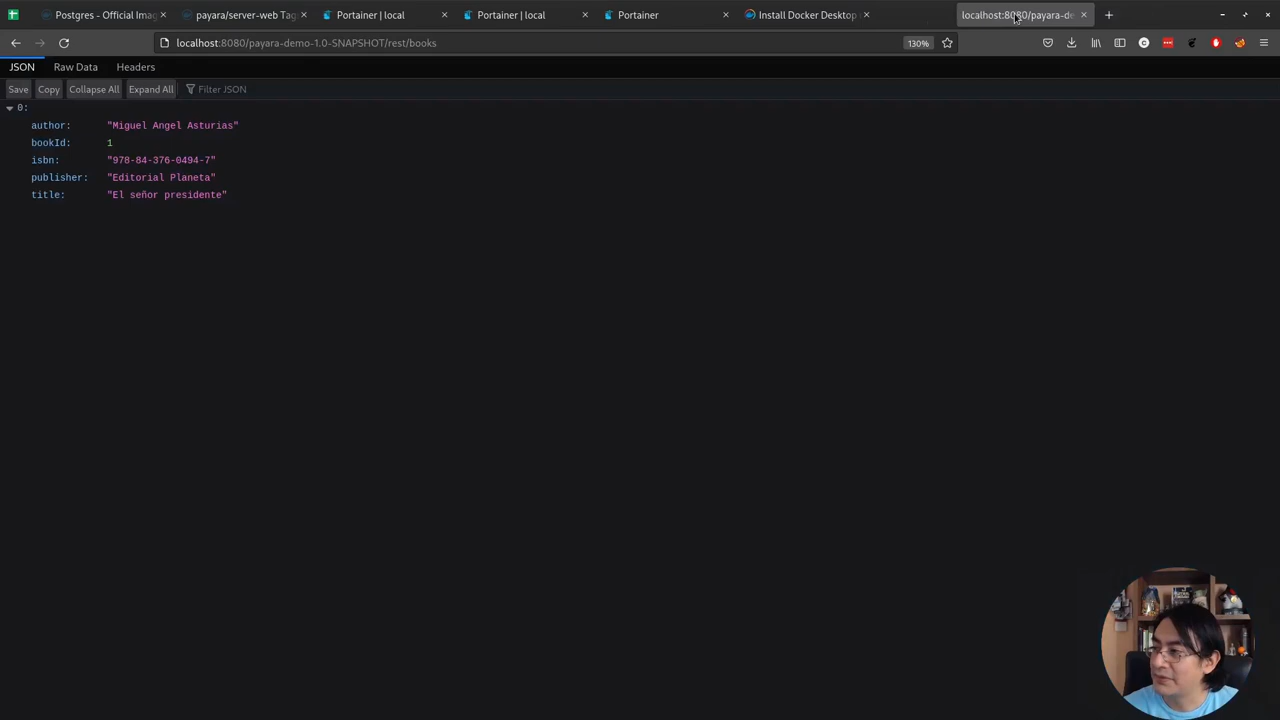 Postgres - Official Imag
payara/server-web Tag
Portainer | local
Portainer | local
Portainer
Install Docker Desktop
localhost:8080/payara-de
localhost:8080/payara-demo-1.0-SNAPSHOT/rest/books
130%
JSON
Raw Data
Headers
Save
Copy
Collapse All
Expand All
Filter JSON
0:
author: "Miguel Angel Asturias"
bookId: 1
isbn: "978-84-376-0494-7"
publisher: "Editorial Planeta"
title: "El señor presidente"